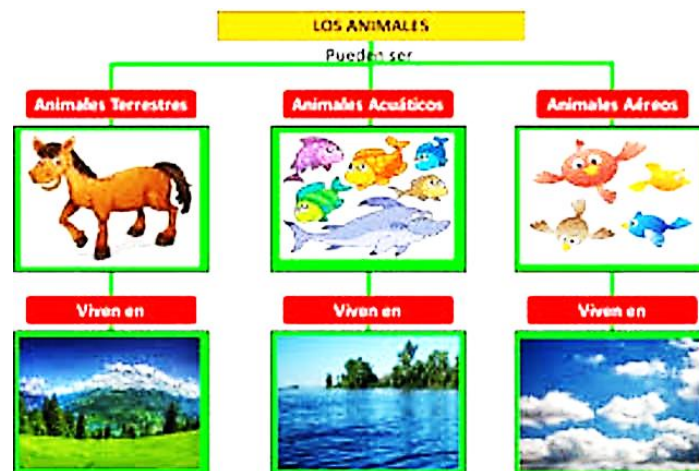 LOS ANIMALES
Pueden ser
Animales Terrestres
Animales Acuáticos
Animales Aéreos
Viven en
Viven en
Viven en